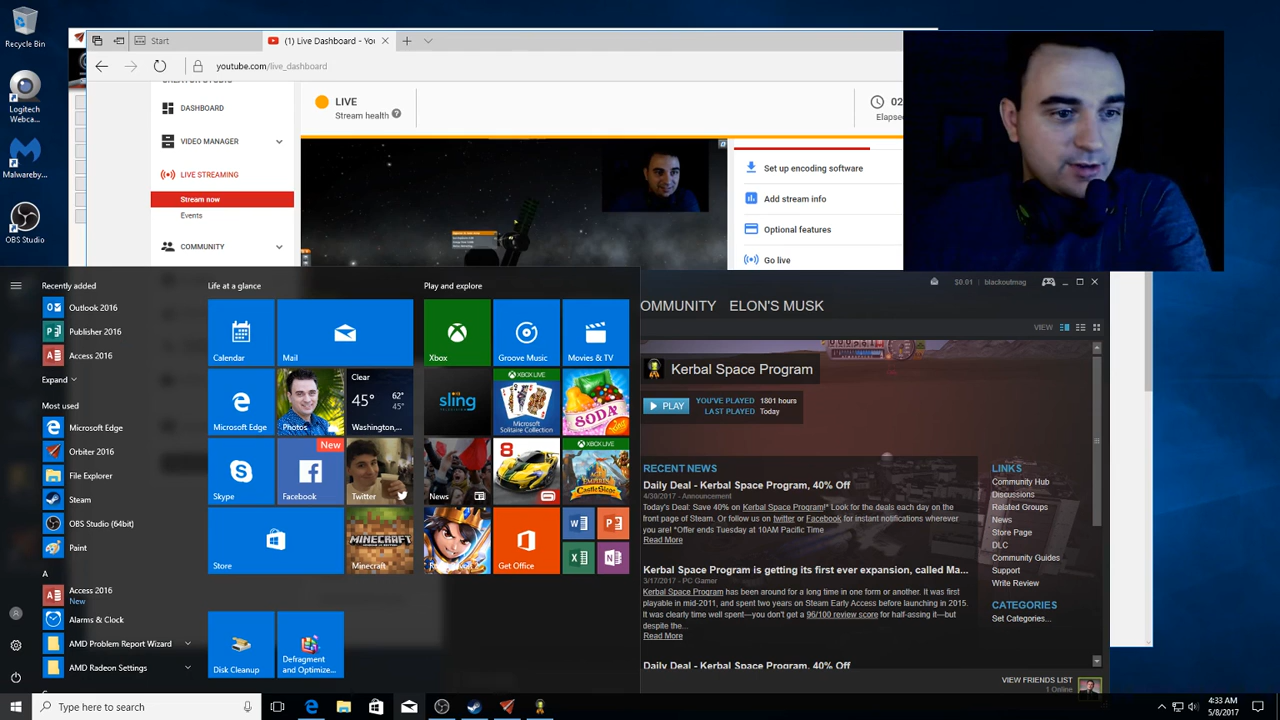 Recycle Bin
Logitech
Webca...
Malwareby...
OBS Studio
Start
(1) Live Dashboard - You
youtube.com/live_dashboard
DASHBOARD
VIDEO MANAGER
LIVE STREAMING
Stream now
Events
COMMUNITY
LIVE
Stream health
02
Elapse
Set up encoding software
Add stream info
Optional features
Go live
Recently added
Outlook 2016
Publisher 2016
Access 2016
Expand
Most used
Microsoft Edge
Orbiter 2016
File Explorer
Steam
OBS Studio (64bit)
Paint
A
Access 2016
New
Alarms & Clock
AMD Problem Report Wizard
AMD Radeon Settings
Life at a glance
Calendar
Mail
Microsoft Edge
Photos
Clear
45° 62°
45°
Washington,...
Skype
New
Facebook
Twitter
Store
Minecraft
MINECRAFT
Disk Cleanup
Defragment
and Optimize...
Play and explore
Xbox
Groove Music
Movies & TV
sling
XBOX LIVE
Microsoft
Solitaire Collection
SODA
News
8
XBOX LIVE
Get Office
$0.01
blackoutmag
OMMUNITY
ELON'S MUSK
VIEW
Kerbal Space Program
PLAY
YOU'VE PLAYED 1801 hours
LAST PLAYED Today
RECENT NEWS
Daily Deal - Kerbal Space Program, 40% Off
4/30/2017 - Announcement
Today's Deal: Save 40% on Kerbal Space Program!* Look for the deals each day on the
front page of Steam. Or follow us on twitter or Facebook for instant notifications wherever
you are! *Offer ends Tuesday at 10AM Pacific Time
Read More
Kerbal Space Program is getting its first ever expansion, called Ma...
3/17/2017 - PC Gamer
Kerbal Space Program has been around for a long time in one form or another. It was first
playable in mid-2011, and spent two years on Steam Early Access before launching in 2015.
It was clearly time well spent—you don't get a 96/100 review score for half-assing it—but
despite the...
Read More
Daily Deal - Kerbal Space Program, 40% Off
LINKS
Community Hub
Discussions
Related Groups
News
Store Page
DLC
Community Guides
Support
Write Review
CATEGORIES
Set Categories...
VIEW FRIENDS LIST
1 Online
Type here to search
4:33 AM
5/8/2017